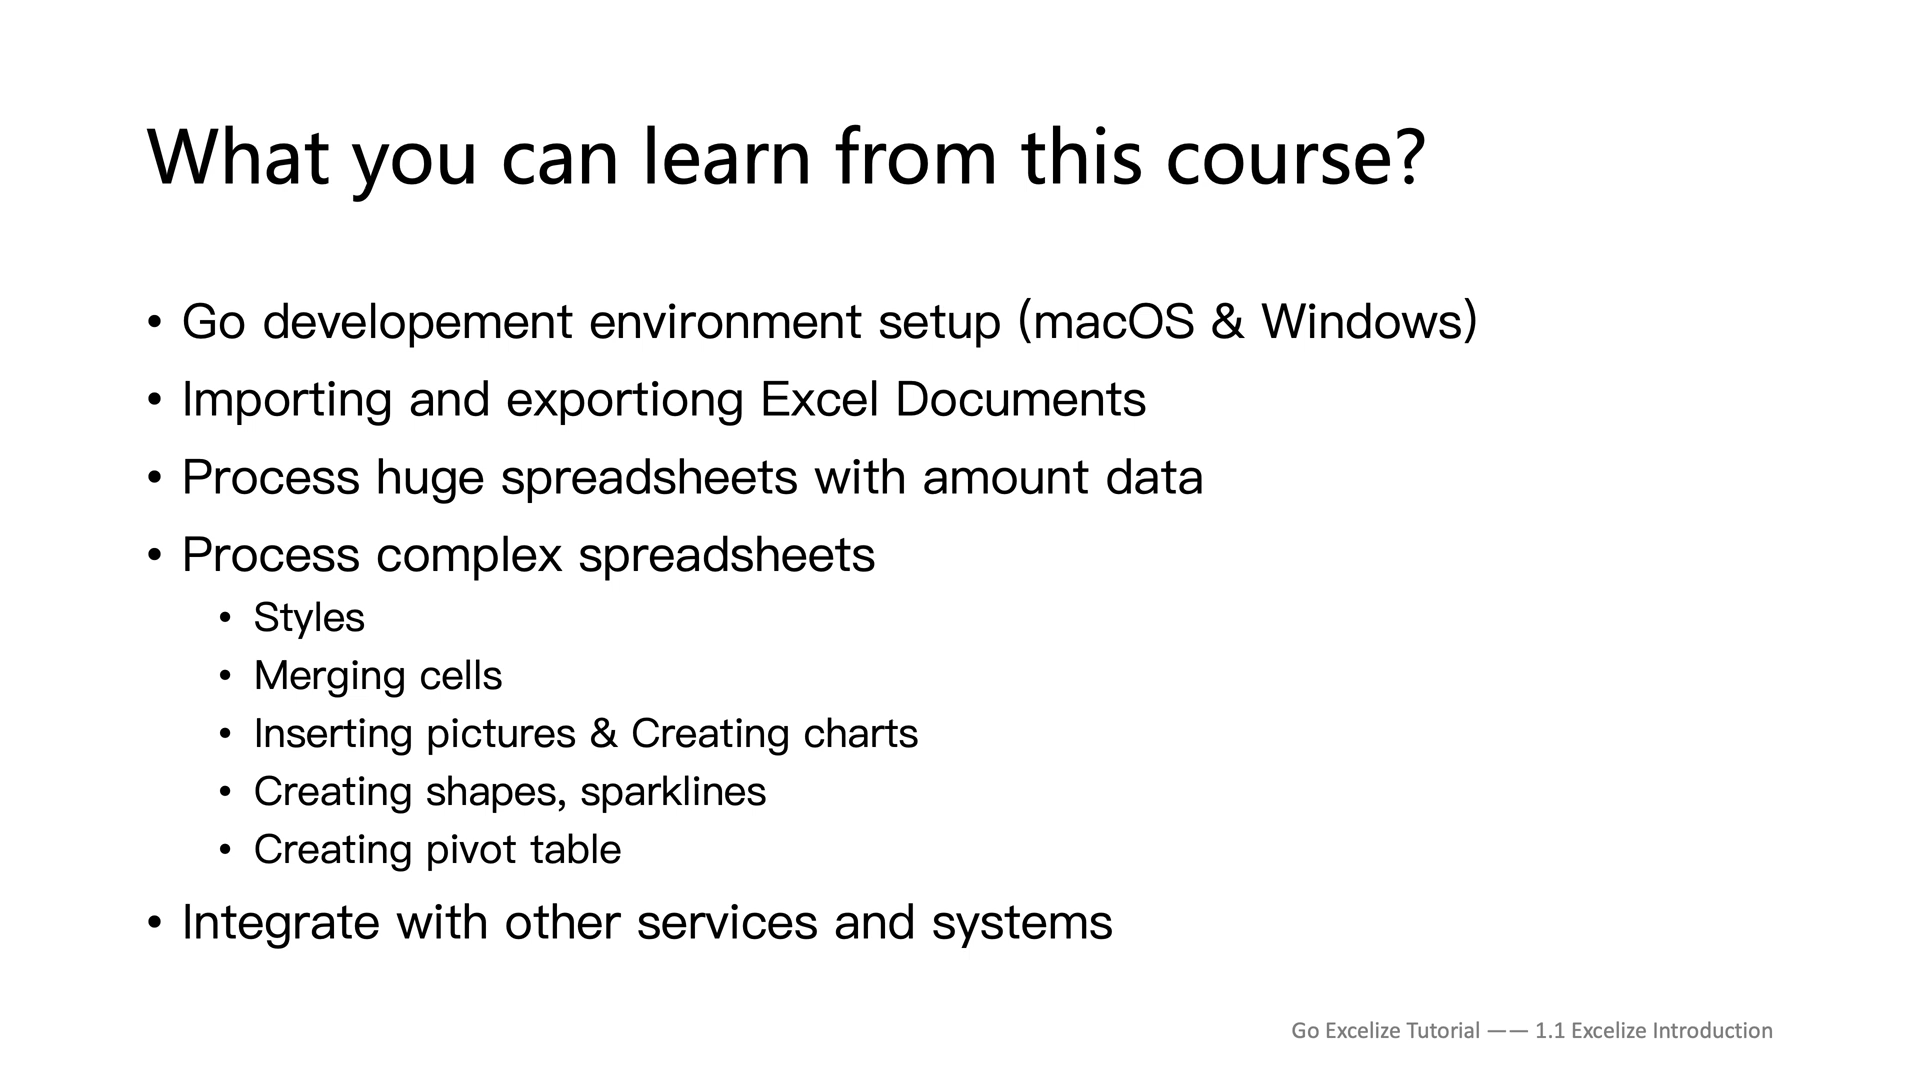 What you can learn from this course?
• Go developement environment setup (macOS & Windows)
• Importing and exportiong Excel Documents
• Process huge spreadsheets with amount data
• Process complex spreadsheets
• Styles
• Merging cells
• Inserting pictures & Creating charts
• Creating shapes, sparklines
• Creating pivot table
• Integrate with other services and systems
Go Excelize Tutorial —— 1.1 Excelize Introduction